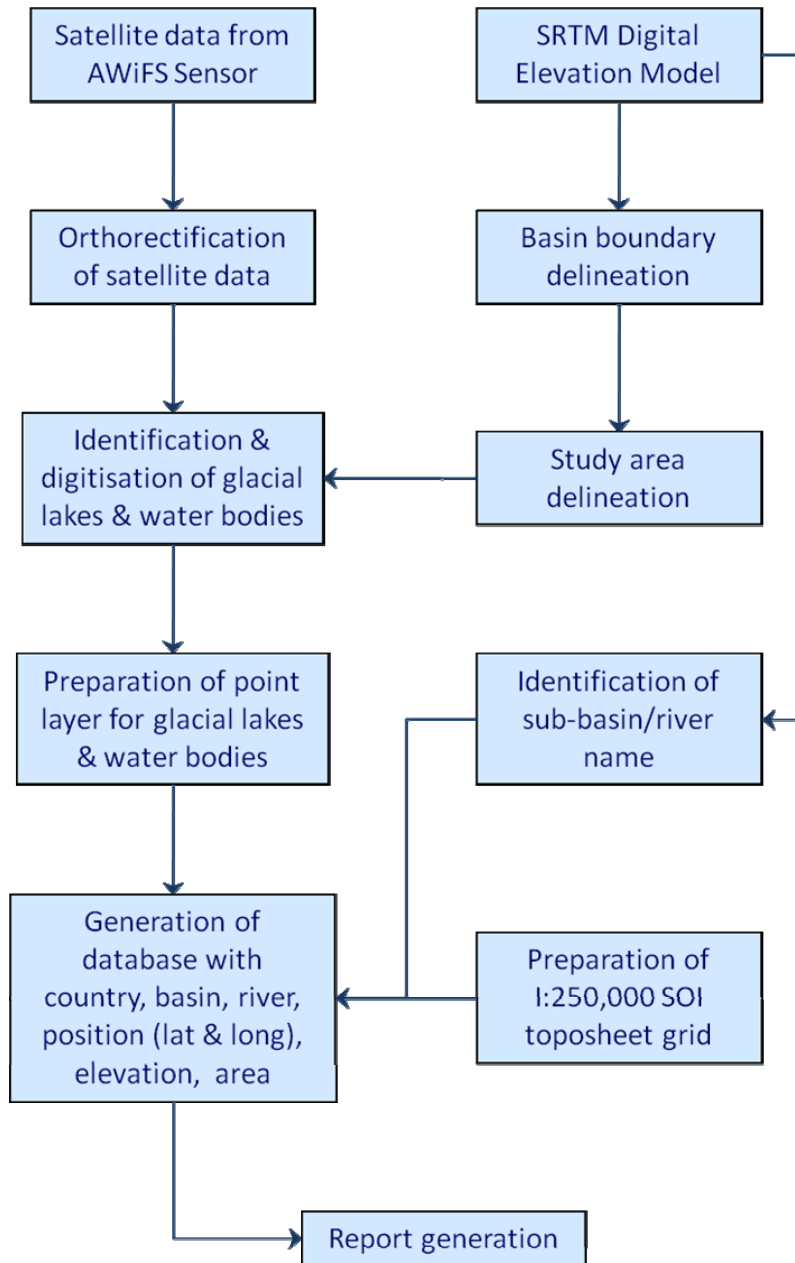 Satellite data from
AWiFS Sensor
SRTM Digital
Elevation Model
Orthorectification
of satellite data
Basin boundary
delineation
Identification &
digitisation of glacial
lakes & water bodies
Study area
delineation
Preparation of point
layer for glacial lakes
& water bodies
Identification of
sub-basin/river
name
Generation of
database with
country, basin, river,
position (lat & long),
elevation, area
Preparation of
I:250,000 SOI
toposheet grid
Report generation